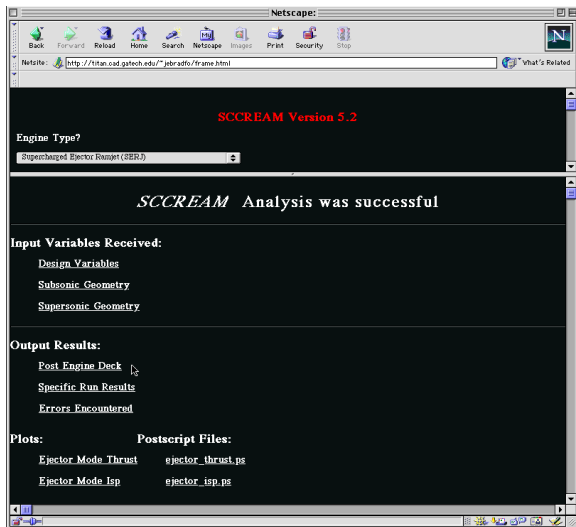 Netscape:
Back Forward Reload Home Search Netscape Images Print Security Stop
N
Netsite: http://titan.cad.gatech.edu/~jebradfo/frame.html What's Related
SCCREAM Version 5.2
Engine Type?
Supercharged Ejector Ramjet (SERJ)
SCCREAM Analysis was successful
Input Variables Received:
Design Variables
Subsonic Geometry
Supersonic Geometry
Output Results:
Post Engine Deck
Specific Run Results
Errors Encountered
Plots: Postscript Files:
Ejector Mode Thrust ejector_thrust.ps
Ejector Mode Isp ejector_isp.ps